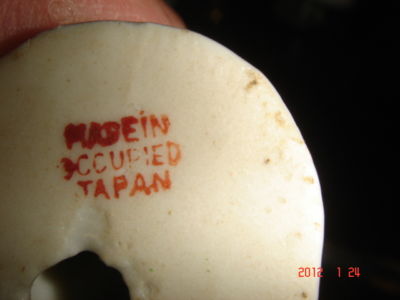 MADE IN
OCCUPIED
JAPAN
2012 1 24